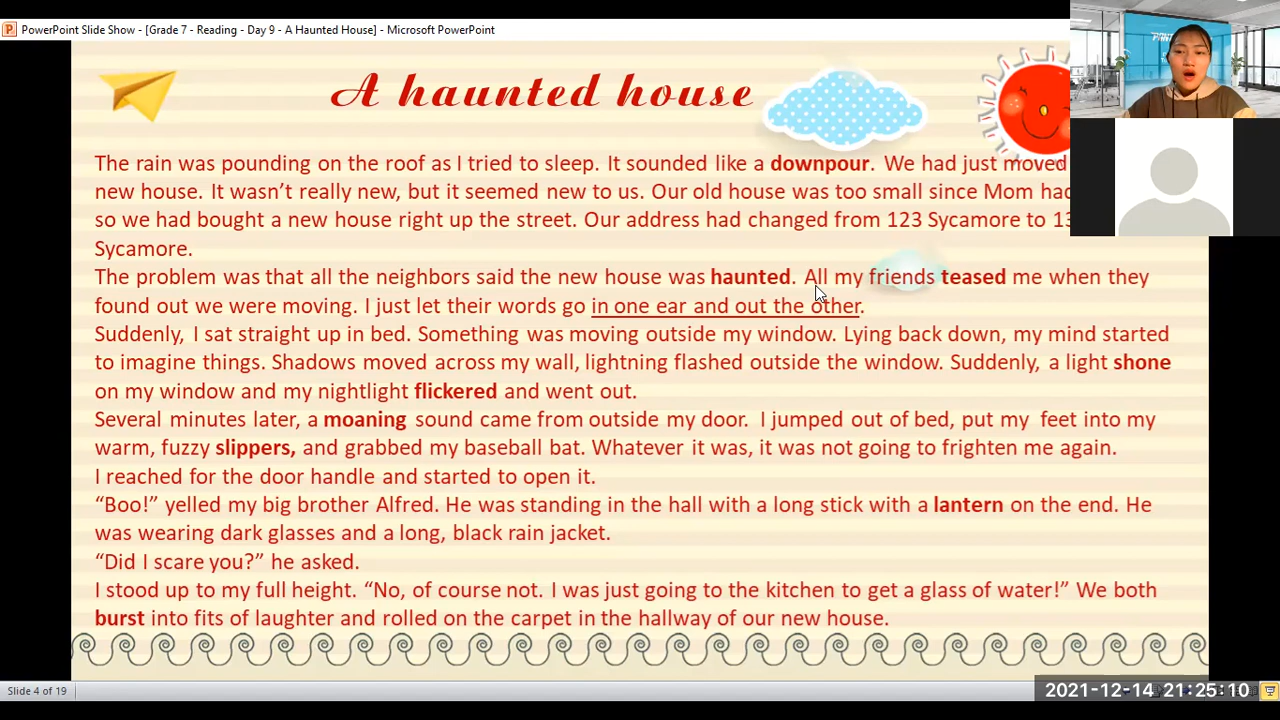 PowerPoint Slide Show - [Grade 7 - Reading - Day 9 - A Haunted House] - Microsoft PowerPoint
A haunted house
The rain was pounding on the roof as I tried to sleep. It sounded like a downpour. We had just moved
new house. It wasn’t really new, but it seemed new to us. Our old house was too small since Mom had
so we had bought a new house right up the street. Our address had changed from 123 Sycamore to
Sycamore.
The problem was that all the neighbors said the new house was haunted. All my friends teased me when they
found out we were moving. I just let their words go in one ear and out the other.
Suddenly, I sat straight up in bed. Something was moving outside my window. Lying back down, my mind started
to imagine things. Shadows moved across my wall, lightning flashed outside the window. Suddenly, a light shone
on my window and my nightlight flickered and went out.
Several minutes later, a moaning sound came from outside my door. I jumped out of bed, put my feet into my
warm, fuzzy slippers, and grabbed my baseball bat. Whatever it was, it was not going to frighten me again.
I reached for the door handle and started to open it.
“Boo!” yelled my big brother Alfred. He was standing in the hall with a long stick with a lantern on the end. He
was wearing dark glasses and a long, black rain jacket.
“Did I scare you?” he asked.
I stood up to my full height. “No, of course not. I was just going to the kitchen to get a glass of water!” We both
burst into fits of laughter and rolled on the carpet in the hallway of our new house.
Slide 4 of 19
2021-12-14 21:25:10